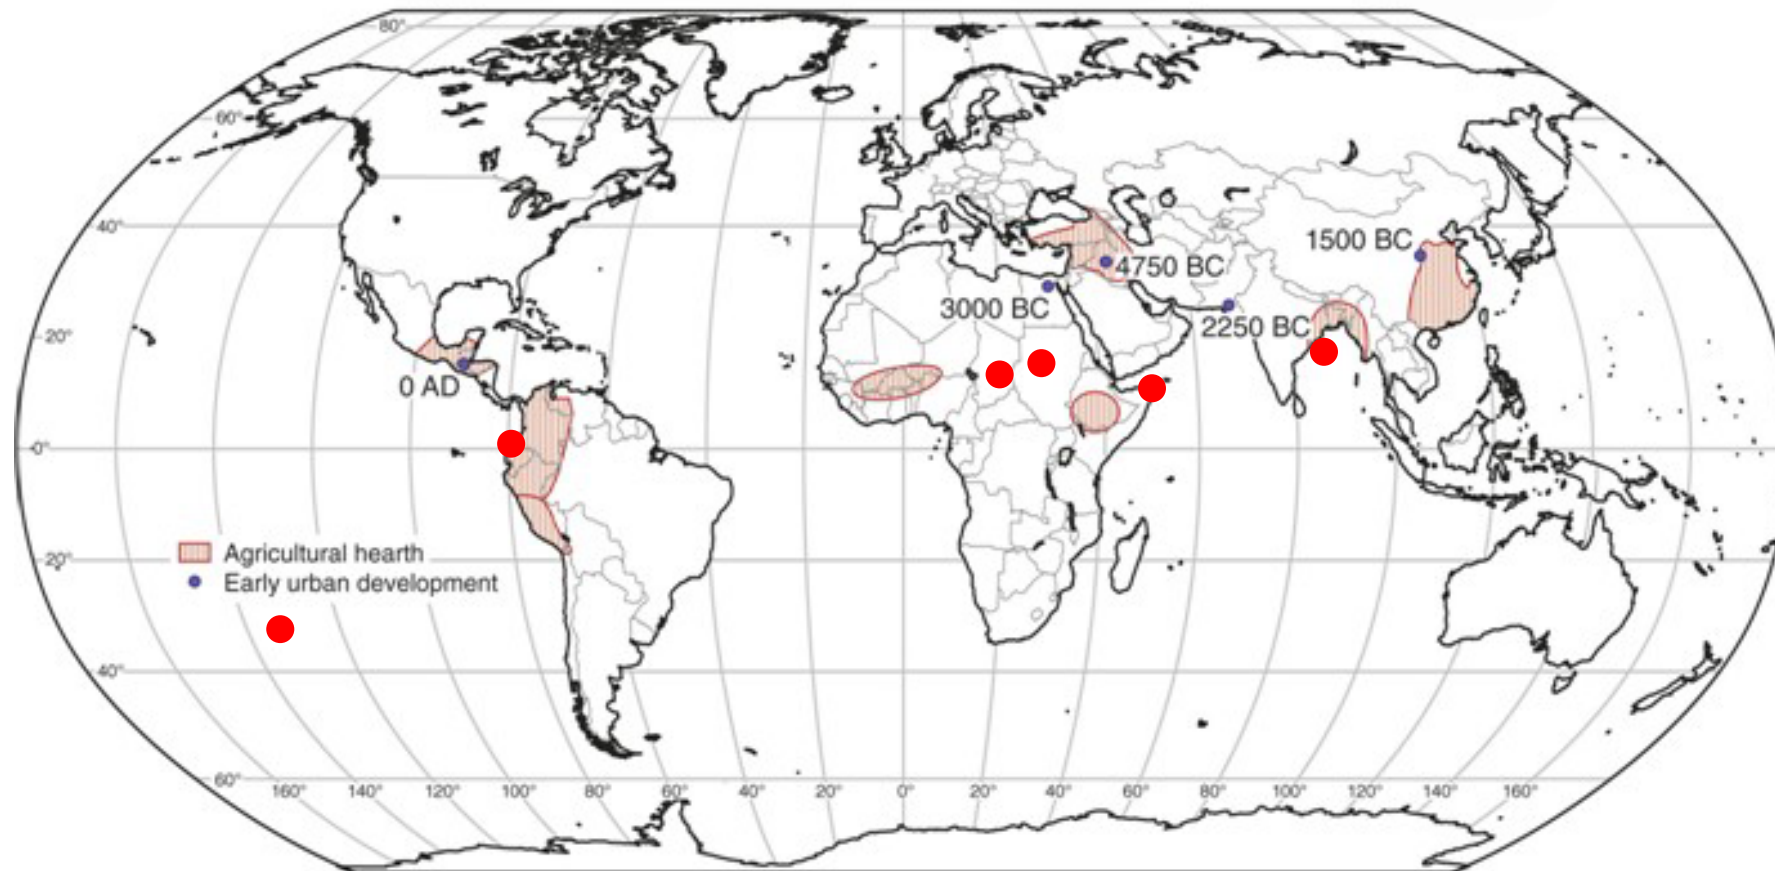 80°
60°
40°
1500 BC
4750 BC
3000 BC
2250 BC
20°
0 AD
0°
Agricultural hearth
20°
Early urban development
40°
60°
160° 140° 120° 100° 80° 60° 40° 20° 0° 20° 40° 60° 80° 100° 120° 140° 160°